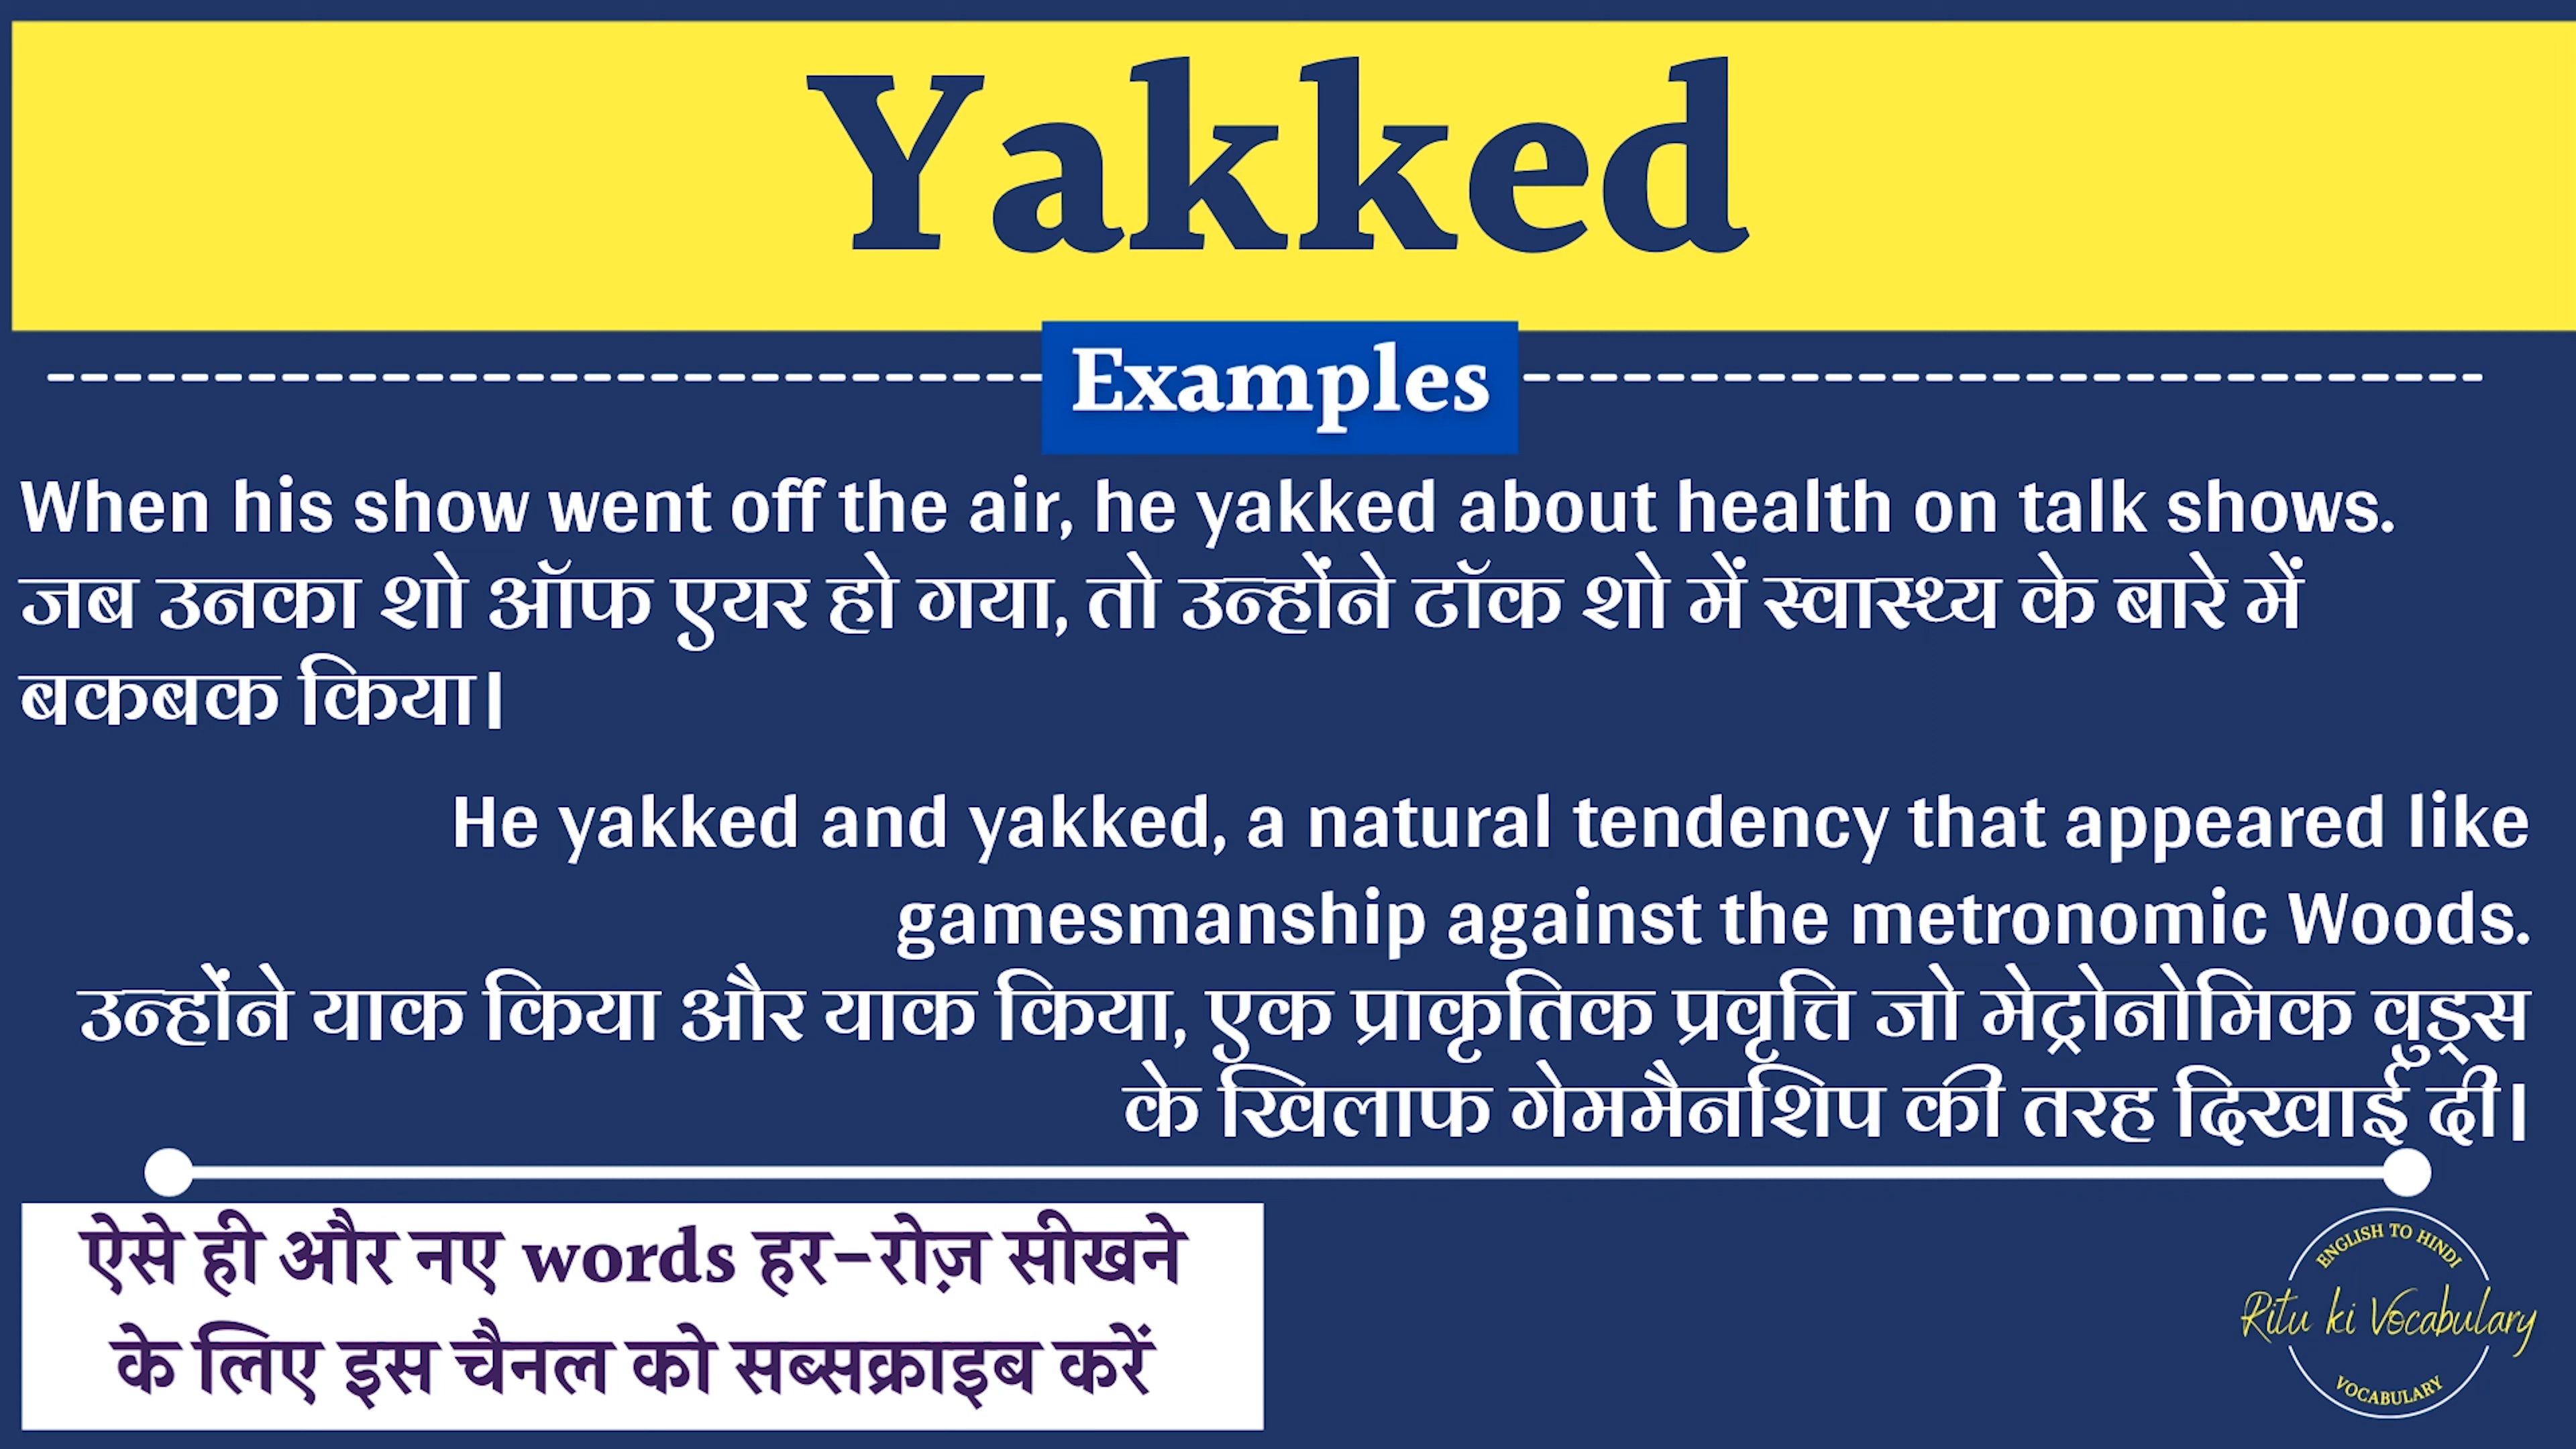 Yakked
Examples
When his show went off the air, he yakked about health on talk shows.
जब उनका शो ऑफ एयर हो गया, तो उन्होंने टॉक शो में स्वास्थ्य के बारे में
बकबक किया।
He yakked and yakked, a natural tendency that appeared like
gamesmanship against the metronomic Woods.
उन्होंने याक किया और याक किया, एक प्राकृतिक प्रवृत्ति जो मेट्रोनोमिक वुड्स
के खिलाफ गेममैनशिप की तरह दिखाई दी।
ऐसे ही और नए words हर-रोज़ सीखने
के लिए इस चैनल को सब्सक्राइब करें
ENGLISH TO HINDI
Ritu ki Vocabulary
VOCABULARY